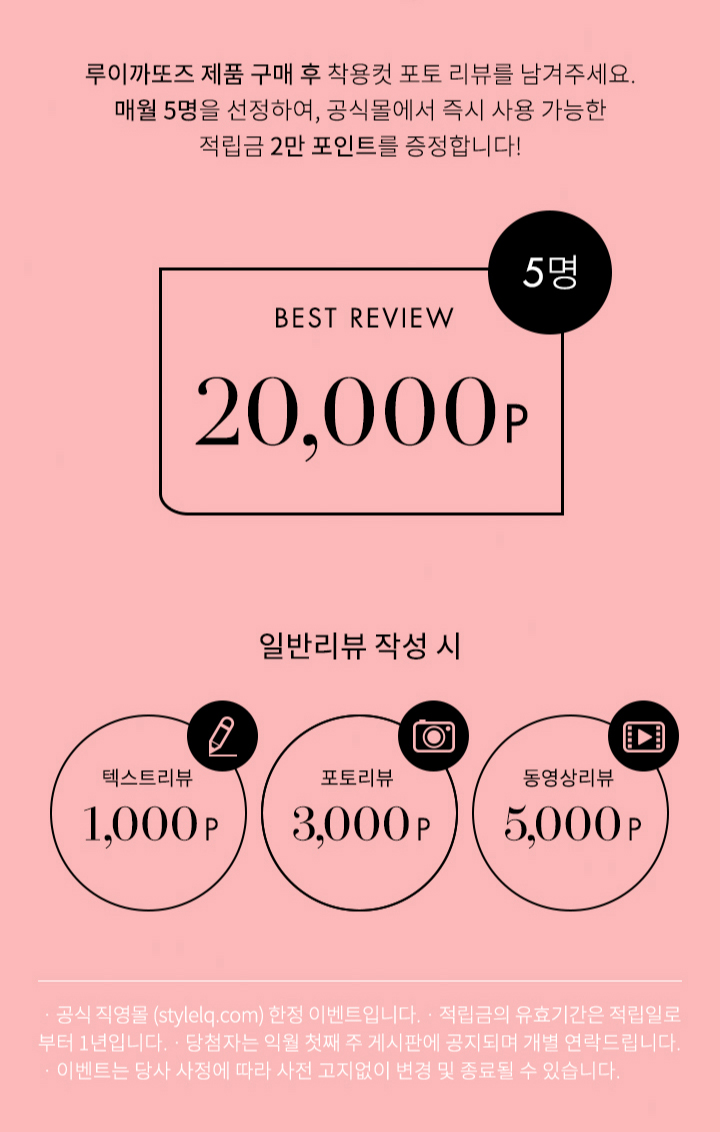 루이까또즈 제품 구매 후 착용컷 포토 리뷰를 남겨주세요.
매월 5명을 선정하여, 공식몰에서 즉시 사용 가능한
적립금 2만 포인트를 증정합니다!
5명
BEST REVIEW
20,000P
일반리뷰 작성 시
텍스트리뷰
1,000P
포토리뷰
3,000P
동영상리뷰
5,000P
· 공식 직영몰 (stylelq.com) 한정 이벤트입니다. · 적립금의 유효기간은 적립일로
부터 1년입니다. · 당첨자는 익월 첫째 주 게시판에 공지되며 개별 연락드립니다.
· 이벤트는 당사 사정에 따라 사전 고지없이 변경 및 종료될 수 있습니다.